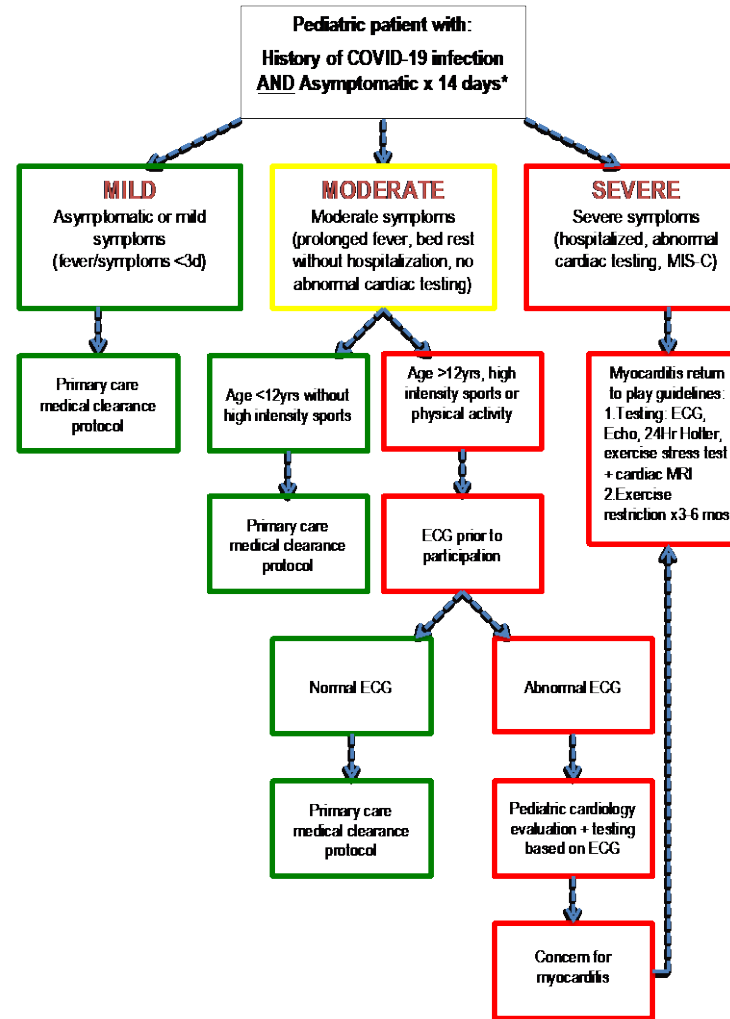 Pediatric patient with:
History of COVID-19 infection
AND Asymptomatic x 14 days*
MILD
Asymptomatic or mild
symptoms
(fever/symptoms <3d)
MODERATE
Moderate symptoms
(prolonged fever, bed rest
without hospitalization, no
abnormal cardiac testing)
SEVERE
Severe symptoms
(hospitalized, abnormal
cardiac testing, MIS-C)
Primary care
medical clearance
protocol
Age <12yrs without
high intensity sports
Age >12yrs, high
intensity sports or
physical activity
Myocarditis return
to play guidelines:
1.Testing: ECG,
Echo, 24Hr Holter,
exercise stress test
+ cardiac MRI
2.Exercise
restriction x3-6 mos
Primary care
medical clearance
protocol
ECG prior to
participation
Normal ECG
Abnormal ECG
Primary care
medical clearance
protocol
Pediatric cardiology
evaluation + testing
based on ECG
Concern for
myocarditis